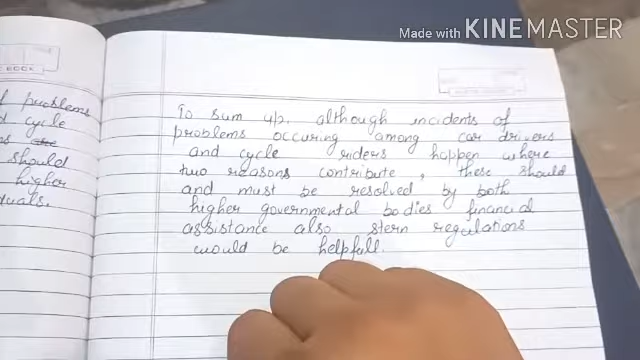 Made with KINEMASTER
BOOK
problems
cycle
should
higher
To sum up, although incidents of
problems occuring among car drivers
and cycle riders happen where
two reasons contribute, these should
and must be resolved by both
higher governmental bodies financial
assistance also stern regulations
would be helpfull.